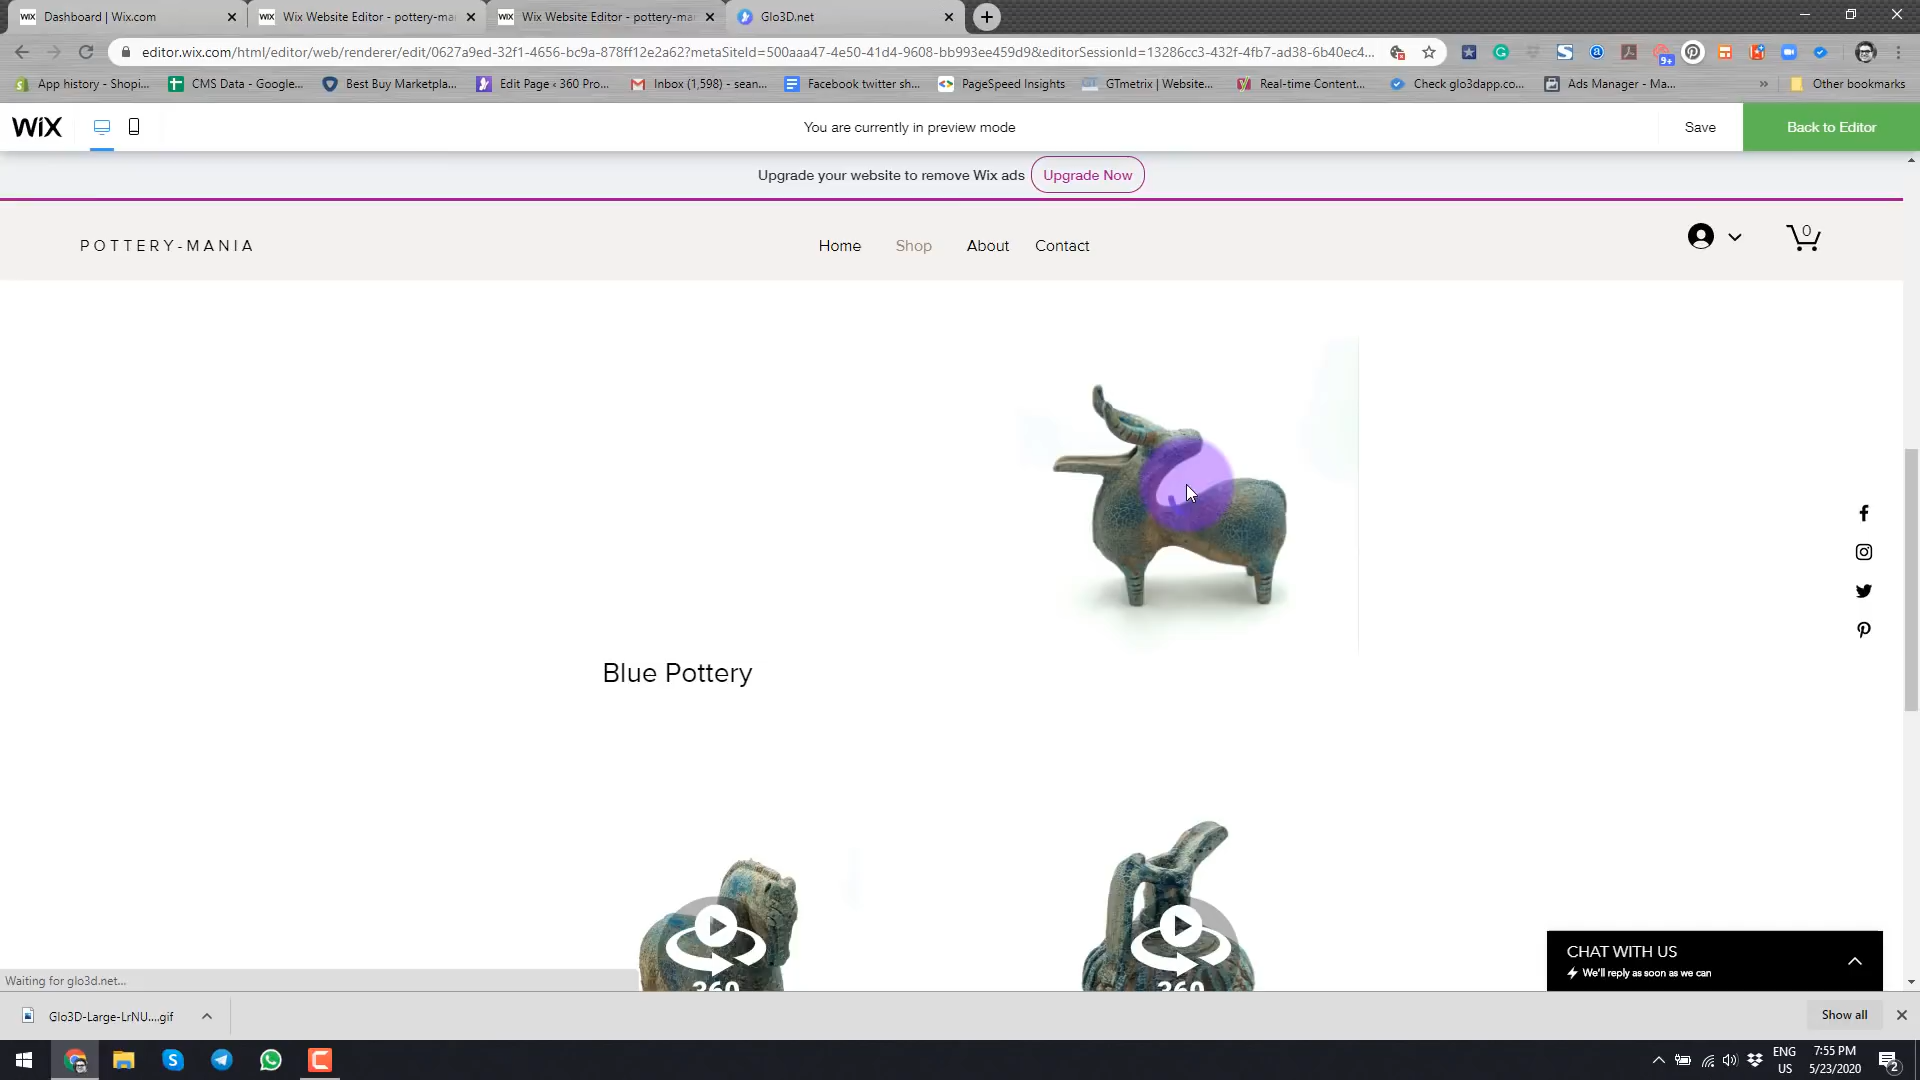 WIX Dashboard | Wix.com
WIX Wix Website Editor - pottery-ma
WIX Wix Website Editor - pottery-ma
Glo3D.net
editor.wix.com/html/editor/web/renderer/edit/0627a9ed-32f1-4656-bc9a-878ff12e2a62?metaSiteId=500aaa47-4e50-41d4-9608-bb993ee459d9&editorSessionId=13286cc3-432f-4fb7-ad38-6b40ec4...
9+
App history - Shopi...
CMS Data - Google...
Best Buy Marketpla...
Edit Page ‹ 360 Pro...
Inbox (1,598) - sean...
Facebook twitter sh...
PageSpeed Insights
GTmetrix | Website...
Real-time Content...
Check glo3dapp.co...
Ads Manager - Ma...
»
Other bookmarks
WiX
You are currently in preview mode
Save
Back to Editor
Upgrade your website to remove Wix ads
Upgrade Now
POTTERY-MANIA
Home
Shop
About
Contact
0
Blue Pottery
360
360
CHAT WITH US
We'll reply as soon as we can
Waiting for glo3d.net...
Glo3D-Large-LrNU....gif
Show all
ENG
US
7:55 PM
5/23/2020
2